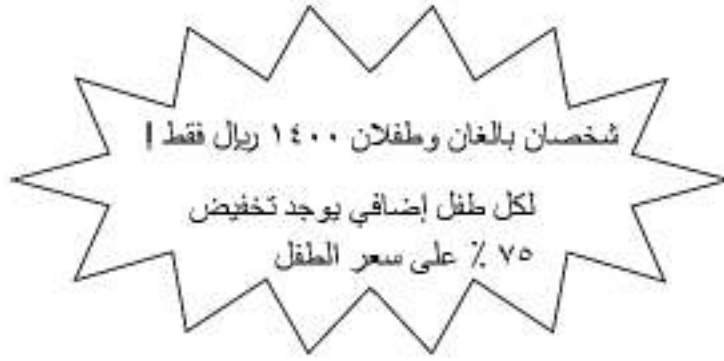 شخصان بالغان وطفلان ١٤٠٠ ريال فقط !
لكل طفل إضافي يوجد تخفيض
٧٥ ٪ على سعر الطفل